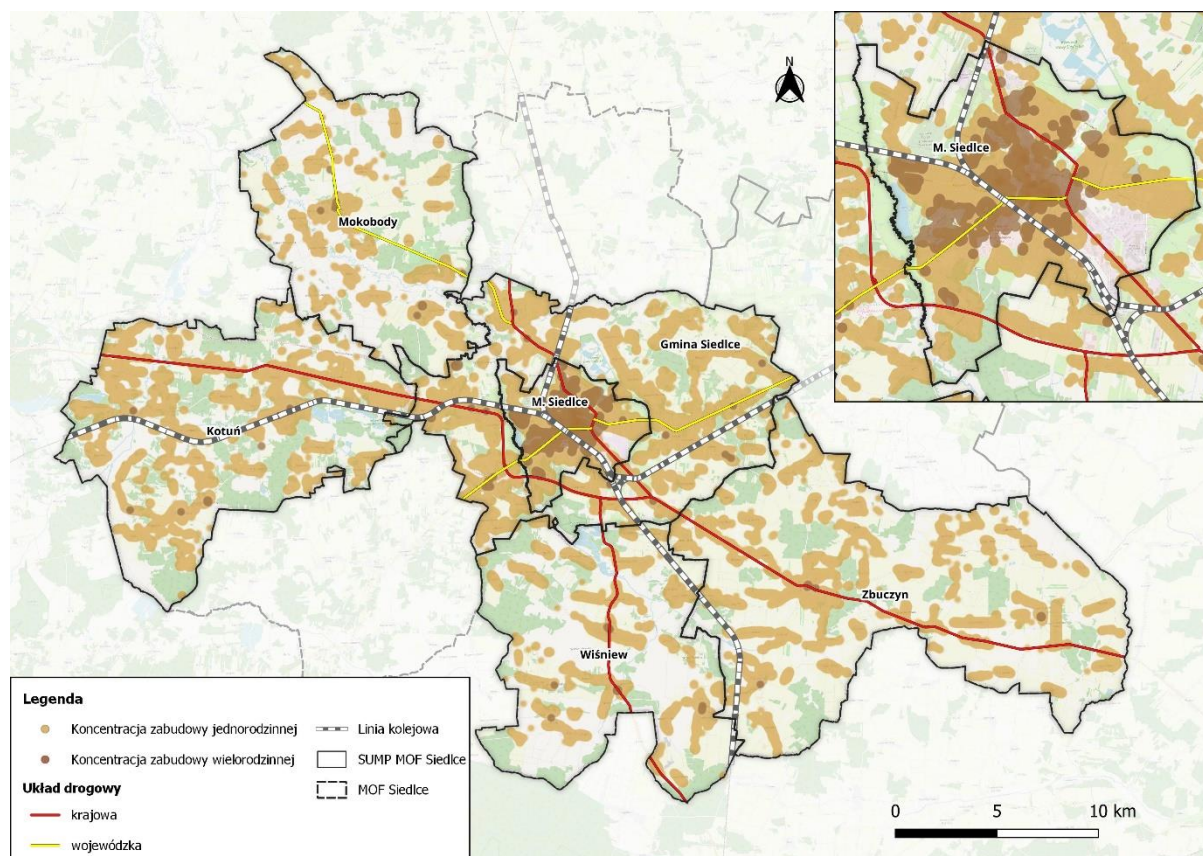 N
M. Siedlce
Mokobody
Gmina Siedlce
M. Siedlce
Kotuń
Zbuczyn
Wiśniew
Legenda
Koncentracja zabudowy jednorodzinnej
Linia kolejowa
Koncentracja zabudowy wielorodzinnej
SUMP MOF Siedlce
Układ drogowy
MOF Siedlce
krajowa
wojewódzka
0 5 10 km